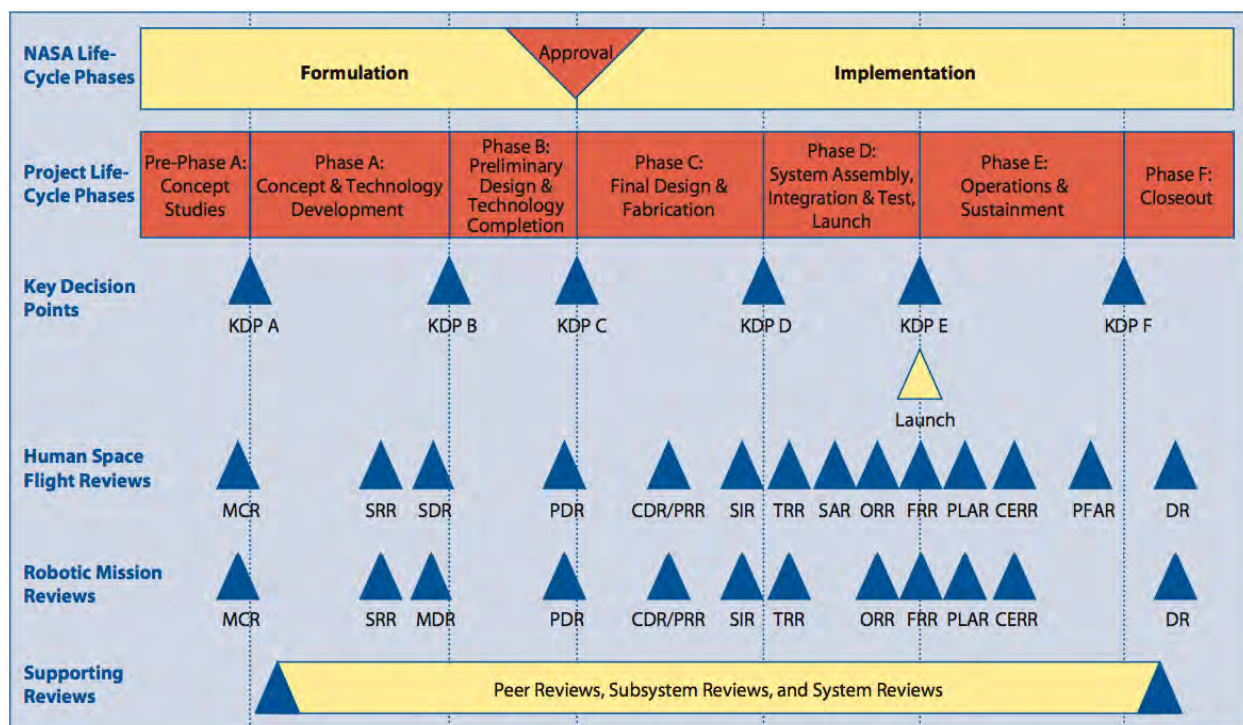 NASA Life-
Cycle Phases
Formulation
Approval
Implementation
Project Life-
Cycle Phases
Pre-Phase A:
Concept
Studies
Phase A:
Concept & Technology
Development
Phase B:
Preliminary
Design &
Technology
Completion
Phase C:
Final Design &
Fabrication
Phase D:
System Assembly,
Integration & Test,
Launch
Phase E:
Operations &
Sustainment
Phase F:
Closeout
Key Decision
Points
KDP A
KDP B
KDP C
KDP D
KDP E
KDP F
Launch
Human Space
Flight Reviews
MCR
SRR
SDR
PDR
CDR/PRR
SIR
TRR
SAR
ORR
FRR
PLAR
CERR
PFAR
DR
Robotic Mission
Reviews
MCR
SRR
MDR
PDR
CDR/PRR
SIR
TRR
ORR
FRR
PLAR
CERR
DR
Supporting
Reviews
Peer Reviews, Subsystem Reviews, and System Reviews